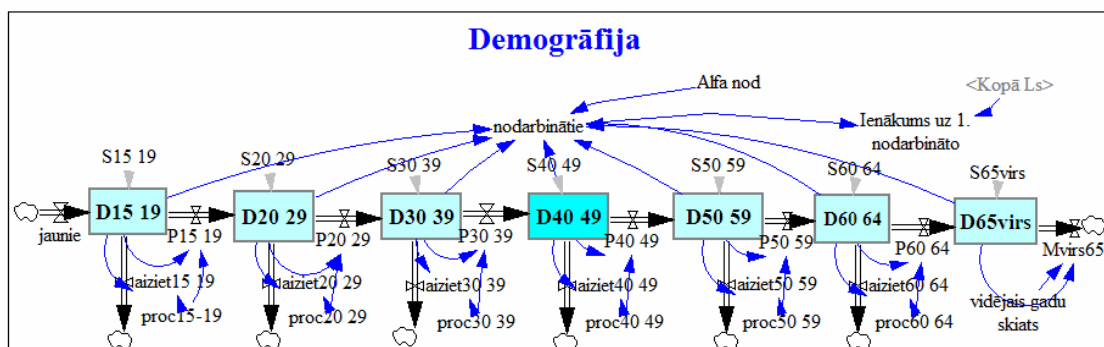 Demogrāfija
Alfa nod
<Kopā Ls>
nodarbinātie
Ienākums uz 1.
nodarbināto
S15 19
S20 29
S30 39
S40 49
S50 59
S60 64
S65virs
D15 19
D20 29
D30 39
D40 49
D50 59
D60 64
D65virs
jaunie
P15 19
P20 29
P30 39
P40 49
P50 59
P60 64
Mvirs65
aiziet15 19
aiziet20 29
aiziet30 39
aiziet40 49
aiziet50 59
aiziet60 64
vidējais gadu
skiats
proc15-19
proc20 29
proc30 39
proc40 49
proc50 59
proc60 64